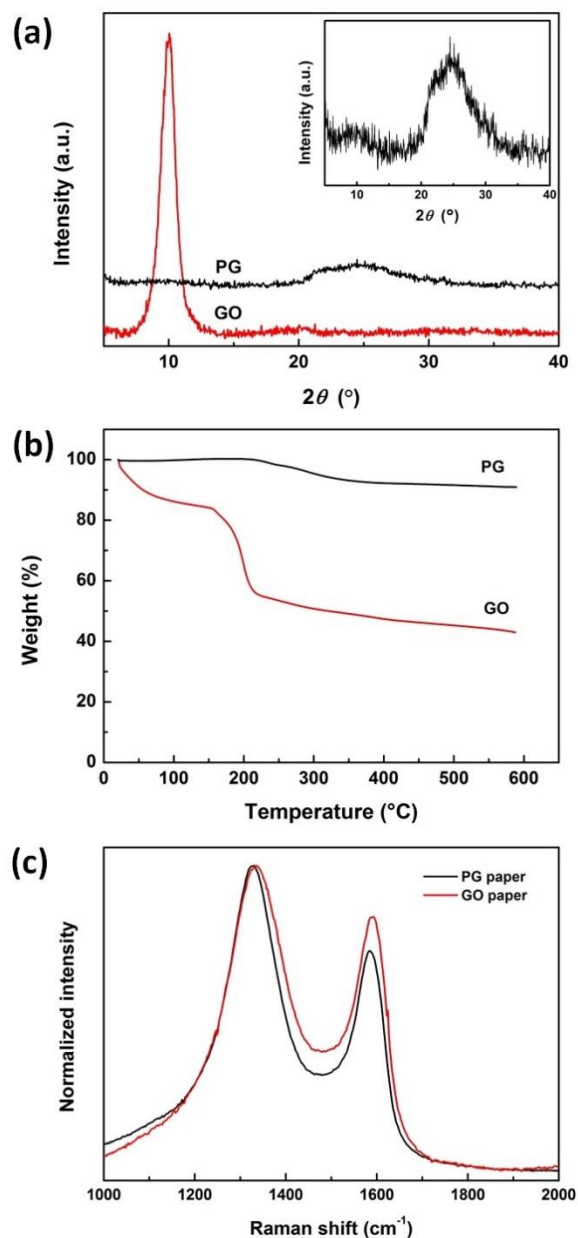 (a)
Intensity (a.u.)
PG
GO
10
20
30
40
2θ (°)
Intensity (a.u.)
10
20
30
40
2θ (°)
(b)
100
80
60
40
20
0
Weight (%)
PG
GO
0
100
200
300
400
500
600
Temperature (°C)
(c)
Normalized intensity
PG paper
GO paper
1000
1200
1400
1600
1800
2000
Raman shift (cm⁻¹)